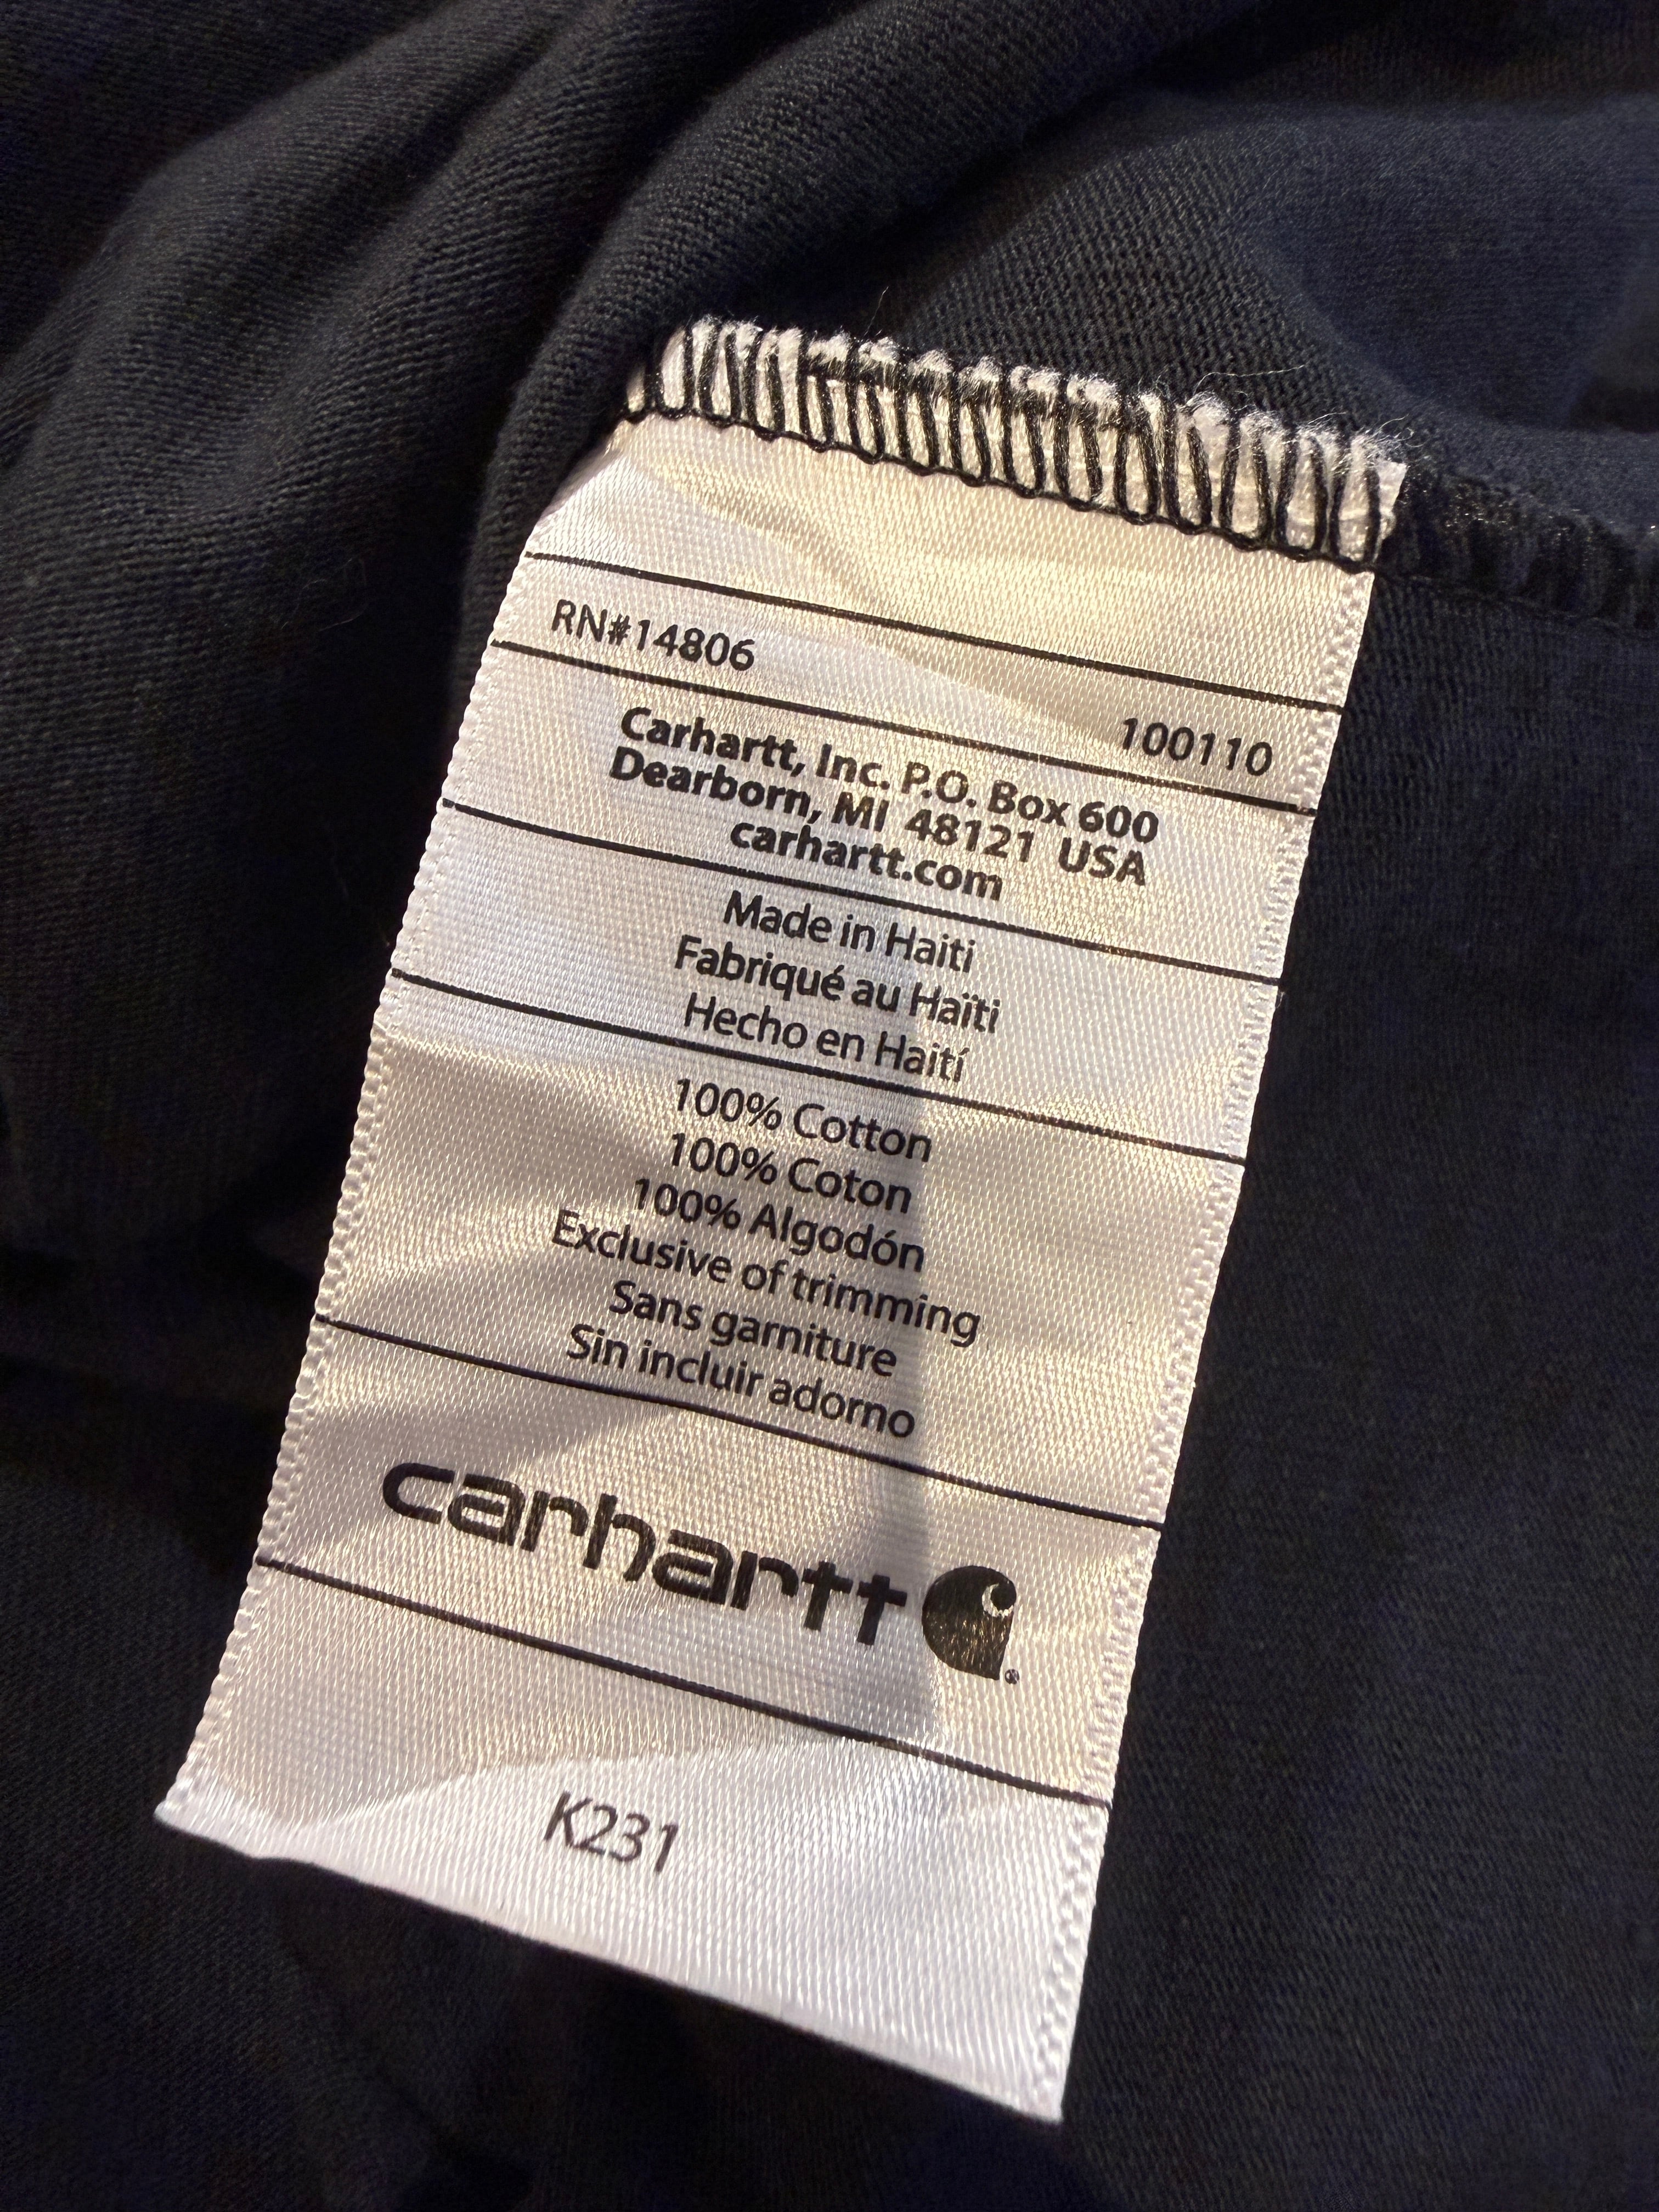 RN#14806
100110
Carhartt, Inc. P.O. Box 600
Dearborn, MI 48121 USA
carhartt.com
Made in Haiti
Fabriqué au Haïti
Hecho en Haití
100% Cotton
100% Coton
100% Algodón
Exclusive of trimming
Sans garniture
Sin incluir adorno
carhartt ®
K231